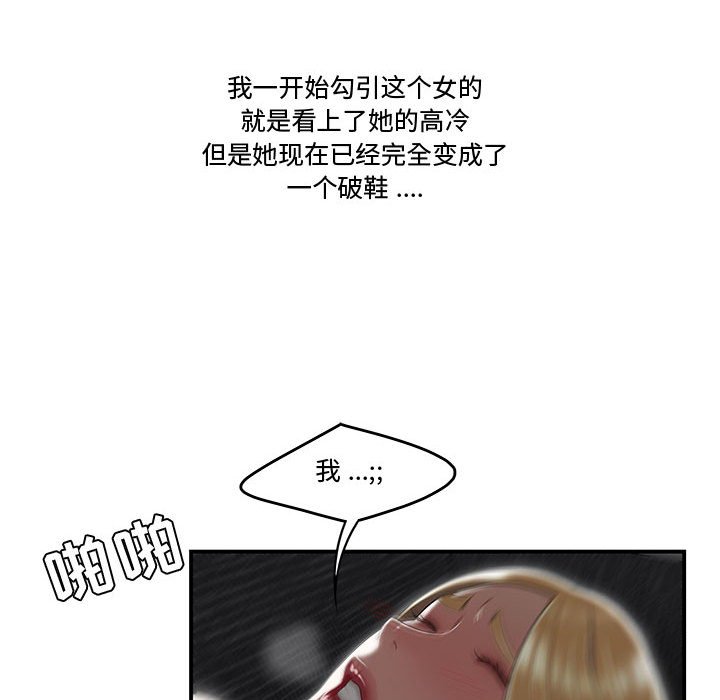 我一开始勾引这个女的
就是看上了她的高冷
但是她现在已经完全变成了
一个破鞋 ....
我 ...;;
啪 啪